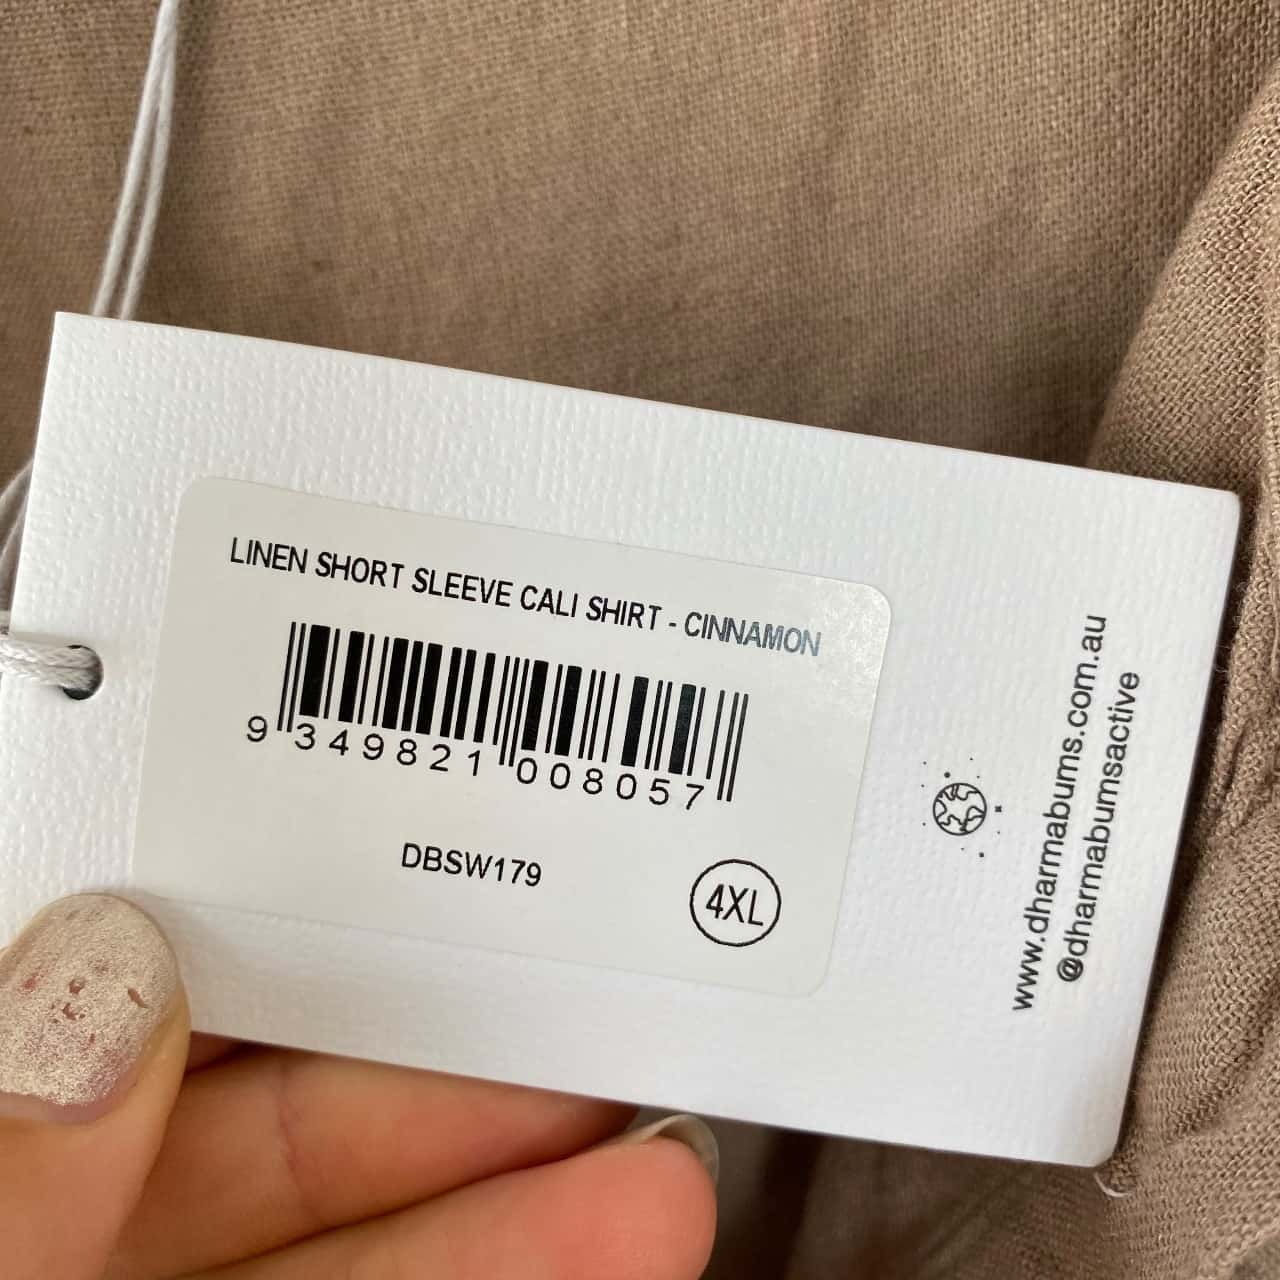 LINEN SHORT SLEEVE CALI SHIRT - CINNAMON
9 349821 008057
DBSW179
4XL
www.dharmabums.com.au
@dharmabumsactive